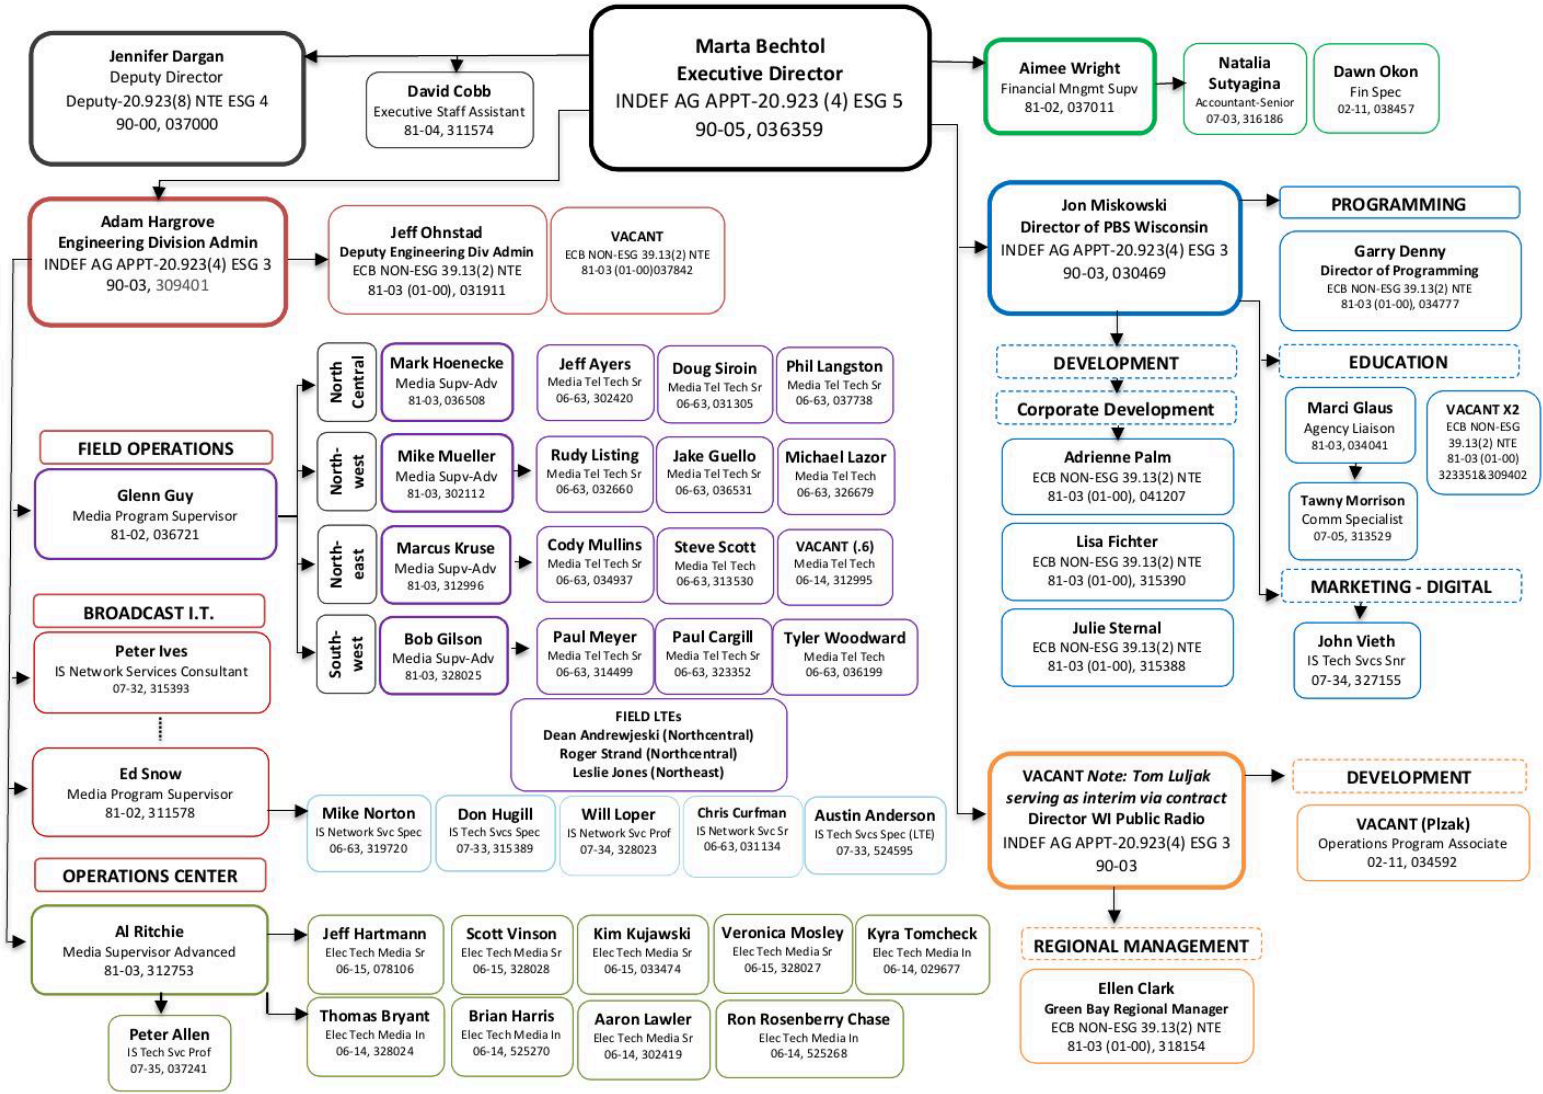 Marta Bechtol
Executive Director
INDEF AG APPT-20.923 (4) ESG 5
90-05, 036359
Jennifer Dargan
Deputy Director
Deputy-20.923(8) NTE ESG 4
90-00, 037000
David Cobb
Executive Staff Assistant
81-04, 311574
Aimee Wright
Financial Mngmt Supv
81-02, 037011
Natalia
Sutyagina
Accountant-Senior
07-03, 316186
Dawn Okon
Fin Spec
02-11, 038457
Adam Hargrove
Engineering Division Admin
INDEF AG APPT-20.923(4) ESG 3
90-03, 309401
Jeff Ohnstad
Deputy Engineering Div Admin
ECB NON-ESG 39.13(2) NTE
81-03 (01-00), 031911
VACANT
ECB NON-ESG 39.13(2) NTE
81-03 (01-00)037842
FIELD OPERATIONS
Glenn Guy
Media Program Supervisor
81-02, 036721
North
Central
Mark Hoenecke
Media Supv-Adv
81-03, 036508
Jeff Ayers
Media Tel Tech Sr
06-63, 302420
Doug Siroin
Media Tel Tech Sr
06-63, 031305
Phil Langston
Media Tel Tech Sr
06-63, 037738
North-
west
Mike Mueller
Media Supv-Adv
81-03, 302112
Rudy Listing
Media Tel Tech Sr
06-63, 032660
Jake Guello
Media Tel Tech Sr
06-63, 036531
Michael Lazor
Media Tel Tech
06-63, 326679
North-
east
Marcus Kruse
Media Supv-Adv
81-03, 312996
Cody Mullins
Media Tel Tech Sr
06-63, 034937
Steve Scott
Media Tel Tech
06-63, 313530
VACANT (.6)
Media Tel Tech
06-14, 312995
South-
west
Bob Gilson
Media Supv-Adv
81-03, 328025
Paul Meyer
Media Tel Tech Sr
06-63, 314499
Paul Cargill
Media Tel Tech Sr
06-63, 323352
Tyler Woodward
Media Tel Tech
06-63, 036199
FIELD LTEs
Dean Andrewjeski (Northcentral)
Roger Strand (Northcentral)
Leslie Jones (Northeast)
BROADCAST I.T.
Peter Ives
IS Network Services Consultant
07-32, 315393
Ed Snow
Media Program Supervisor
81-02, 311578
Mike Norton
IS Network Svc Spec
06-63, 319720
Don Hugill
IS Tech Svcs Spec
07-33, 315389
Will Loper
IS Network Svc Prof
07-34, 328023
Chris Curfman
IS Network Svc Sr
06-63, 031134
Austin Anderson
IS Tech Svcs Spec (LTE)
07-33, 524595
OPERATIONS CENTER
Al Ritchie
Media Supervisor Advanced
81-03, 312753
Peter Allen
IS Tech Svc Prof
07-35, 037241
Jeff Hartmann
Elec Tech Media Sr
06-15, 078106
Scott Vinson
Elec Tech Media Sr
06-15, 328028
Kim Kujawski
Elec Tech Media Sr
06-15, 033474
Veronica Mosley
Elec Tech Media Sr
06-15, 328027
Kyra Tomcheck
Elec Tech Media In
06-14, 029677
Thomas Bryant
Elec Tech Media In
06-14, 328024
Brian Harris
Elec Tech Media In
06-14, 525270
Aaron Lawler
Elec Tech Media Sr
06-14, 302419
Ron Rosenberry Chase
Elec Tech Media In
06-14, 525268
Jon Miskowski
Director of PBS Wisconsin
INDEF AG APPT-20.923(4) ESG 3
90-03, 030469
PROGRAMMING
Garry Denny
Director of Programming
ECB NON-ESG 39.13(2) NTE
81-03 (01-00), 034777
DEVELOPMENT
Corporate Development
Adrienne Palm
ECB NON-ESG 39.13(2) NTE
81-03 (01-00), 041207
Lisa Fichter
ECB NON-ESG 39.13(2) NTE
81-03 (01-00), 315390
Julie Sternal
ECB NON-ESG 39.13(2) NTE
81-03 (01-00), 315388
EDUCATION
Marci Glaus
Agency Liaison
81-03, 034041
VACANT X2
ECB NON-ESG
39.13(2) NTE
81-03 (01-00)
323351&309402
Tawny Morrison
Comm Specialist
07-05, 313529
MARKETING - DIGITAL
John Vieth
IS Tech Svcs Snr
07-34, 327155
VACANT Note: Tom Luljak
serving as interim via contract
Director WI Public Radio
INDEF AG APPT-20.923(4) ESG 3
90-03
DEVELOPMENT
VACANT (Plzak)
Operations Program Associate
02-11, 034592
REGIONAL MANAGEMENT
Ellen Clark
Green Bay Regional Manager
ECB NON-ESG 39.13(2) NTE
81-03 (01-00), 318154